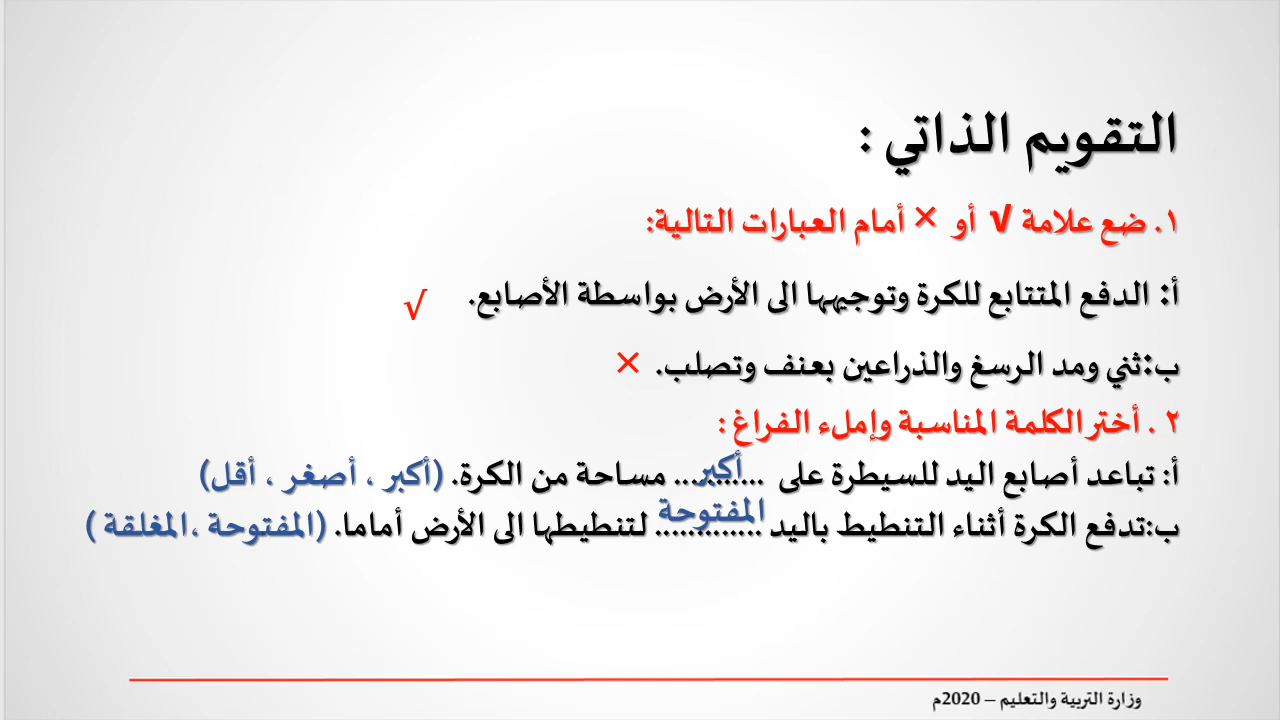 التقويم الذاتي :
١. ضع علامة √ أو × أمام العبارات التالية:
أ: الدفع المتتابع للكرة وتوجيهها الى الأرض بواسطة الأصابع. √
ب:ثني ومد الرسغ والذراعين بعنف وتصلب. ×
٢ . أختر الكلمة المناسبة وإملء الفراغ :
أ: تباعد أصابع اليد للسيطرة على ...أكبر... مساحة من الكرة. (أكبر ، أصغر ، أقل)
ب:تدفع الكرة أثناء التنطيط باليد ...المفتوحة... لتنطيطها الى الأرض أماما. (المفتوحة ،المغلقة )
وزارة التربية والتعليم – 2020م